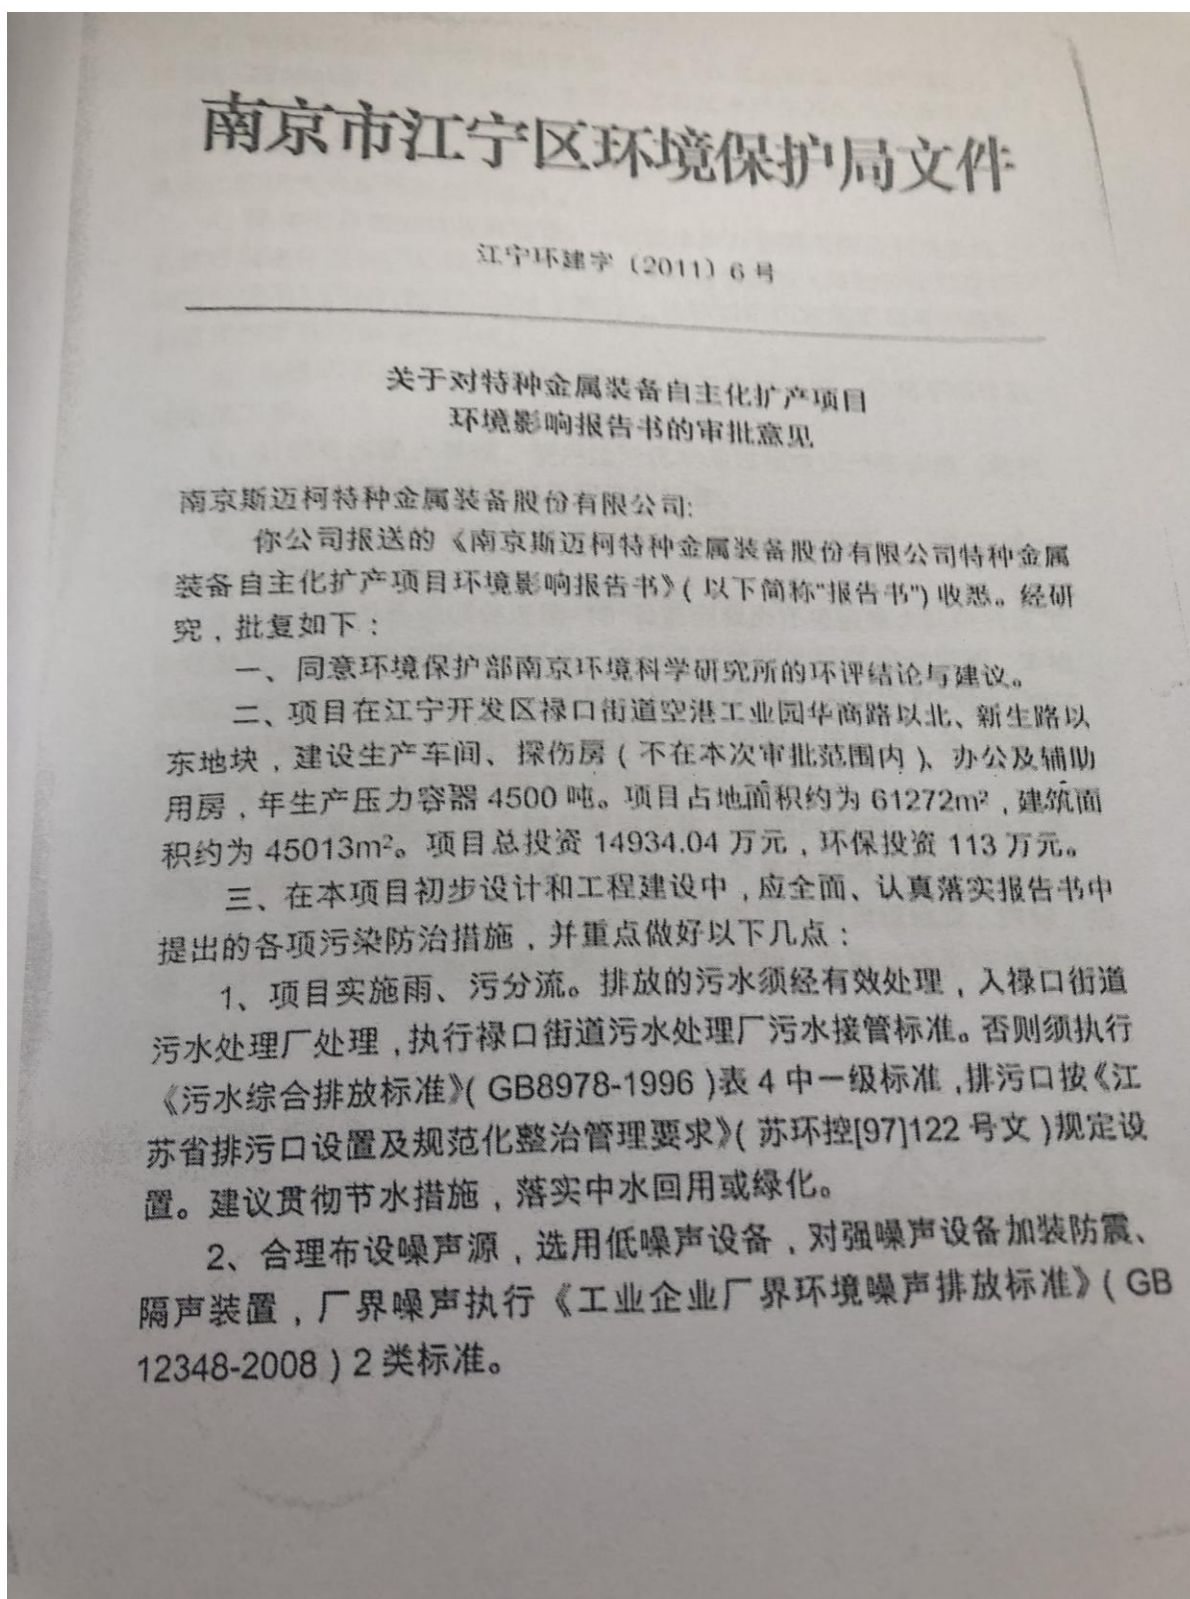 南京市江宁区环境保护局文件
江宁环建字（2011）6号
关于对特种金属装备自主化扩产项目
环境影响报告书的审批意见
南京斯迈柯特种金属装备股份有限公司:
你公司报送的《南京斯迈柯特种金属装备股份有限公司特种金属
装备自主化扩产项目环境影响报告书》(以下简称"报告书")收悉。经研
究，批复如下：
一、同意环境保护部南京环境科学研究所的环评结论与建议。
二、项目在江宁开发区禄口街道空港工业园华商路以北、新生路以
东地块，建设生产车间、探伤房(不在本次审批范围内)、办公及辅助
用房，年生产压力容器4500吨。项目占地面积约为61272m²，建筑面
积约为45013m²。项目总投资14934.04万元，环保投资113万元。
三、在本项目初步设计和工程建设中，应全面、认真落实报告书中
提出的各项污染防治措施，并重点做好以下几点：
1、项目实施雨、污分流。排放的污水须经有效处理，入禄口街道
污水处理厂处理，执行禄口街道污水处理厂污水接管标准。否则须执行
《污水综合排放标准》(GB8978-1996)表4中一级标准，排污口按《江
苏省排污口设置及规范化整治管理要求》(苏环控[97]122号文)规定设
置。建议贯彻节水措施，落实中水回用或绿化。
2、合理布设噪声源，选用低噪声设备，对强噪声设备加装防震、
隔声装置，厂界噪声执行《工业企业厂界环境噪声排放标准》(GB
12348-2008)2类标准。